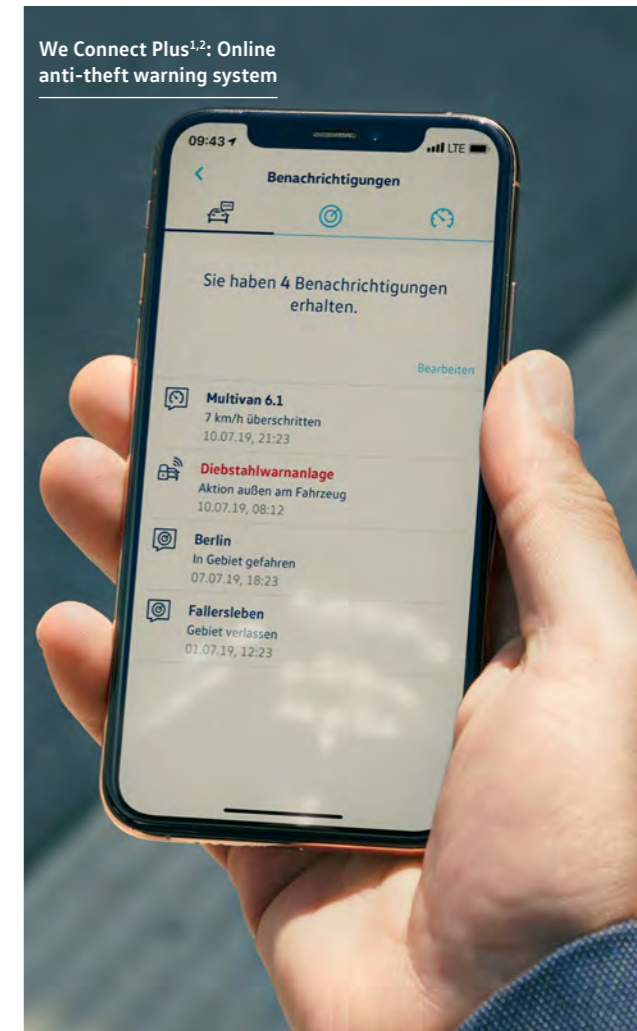 We Connect Plus1,2: Online
anti-theft warning system
09:43
LTE
Benachrichtigungen
Sie haben 4 Benachrichtigungen
erhalten.
Bearbeiten
Multivan 6.1
7 km/h überschritten
10.07.19, 21:23
Diebstahlwarnanlage
Aktion außen am Fahrzeug
10.07.19, 08:12
Berlin
In Gebiet gefahren
07.07.19, 18:23
Fallersleben
Gebiet verlassen
01.07.19, 12:23